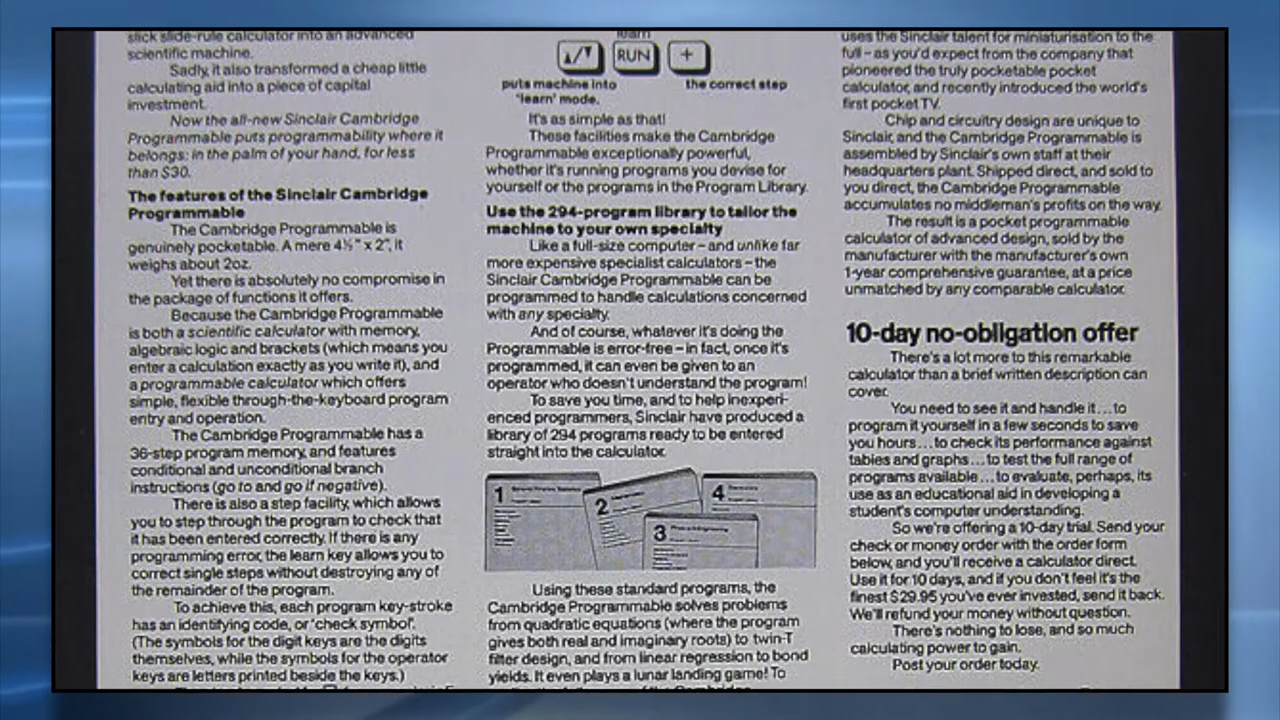 slick slide-rule calculator into an advanced
scientific machine.
Sadly, it also transformed a cheap little
calculating aid into a piece of capital
investment.
Now the all-new Sinclair Cambridge
Programmable puts programmability where it
belongs: in the palm of your hand, for less
than $30.
The features of the Sinclair Cambridge
Programmable
The Cambridge Programmable is
genuinely pocketable. A mere 4½" x 2", it
weighs about 2oz.
Yet there is absolutely no compromise in
the package of functions it offers.
Because the Cambridge Programmable
is both a scientific calculator with memory,
algebraic logic and brackets (which means you
enter a calculation exactly as you write it), and
a programmable calculator which offers
simple, flexible through-the-keyboard program
entry and operation.
The Cambridge Programmable has a
36-step program memory, and features
conditional and unconditional branch
instructions (go to and go if negative).
There is also a step facility, which allows
you to step through the program to check that
it has been entered correctly. If there is any
programming error, the learn key allows you to
correct single steps without destroying any of
the remainder of the program.
To achieve this, each program key-stroke
has an identifying code, or 'check symbol'.
(The symbols for the digit keys are the digits
themselves, while the symbols for the operator
keys are letters printed beside the keys.)
learn
▲/▼ RUN +
puts machine into the correct step
'learn' mode.
It's as simple as that!
These facilities make the Cambridge
Programmable exceptionally powerful,
whether it's running programs you devise for
yourself or the programs in the Program Library.
Use the 294-program library to tailor the
machine to your own specialty
Like a full-size computer – and unlike far
more expensive specialist calculators – the
Sinclair Cambridge Programmable can be
programmed to handle calculations concerned
with any specialty.
And of course, whatever it's doing the
Programmable is error-free – in fact, once it's
programmed, it can even be given to an
operator who doesn't understand the program!
To save you time, and to help inexperi-
enced programmers, Sinclair have produced a
library of 294 programs ready to be entered
straight into the calculator.
1
2
3
4
Using these standard programs, the
Cambridge Programmable solves problems
from quadratic equations (where the program
gives both real and imaginary roots) to twin-T
filter design, and from linear regression to bond
yields. It even plays a lunar landing game! To
uses the Sinclair talent for miniaturisation to the
full – as you'd expect from the company that
pioneered the truly pocketable pocket
calculator, and recently introduced the world's
first pocket TV.
Chip and circuitry design are unique to
Sinclair, and the Cambridge Programmable is
assembled by Sinclair's own staff at their
headquarters plant. Shipped direct, and sold to
you direct, the Cambridge Programmable
accumulates no middleman's profits on the way.
The result is a pocket programmable
calculator of advanced design, sold by the
manufacturer with the manufacturer's own
1-year comprehensive guarantee, at a price
unmatched by any comparable calculator.
10-day no-obligation offer
There's a lot more to this remarkable
calculator than a brief written description can
cover.
You need to see it and handle it...to
program it yourself in a few seconds to save
you hours...to check its performance against
tables and graphs...to test the full range of
programs available...to evaluate, perhaps, its
use as an educational aid in developing a
student's computer understanding.
So we're offering a 10-day trial. Send your
check or money order with the order form
below, and you'll receive a calculator direct.
Use it for 10 days, and if you don't feel it's the
finest $29.95 you've ever invested, send it back.
We'll refund your money without question.
There's nothing to lose, and so much
calculating power to gain.
Post your order today.